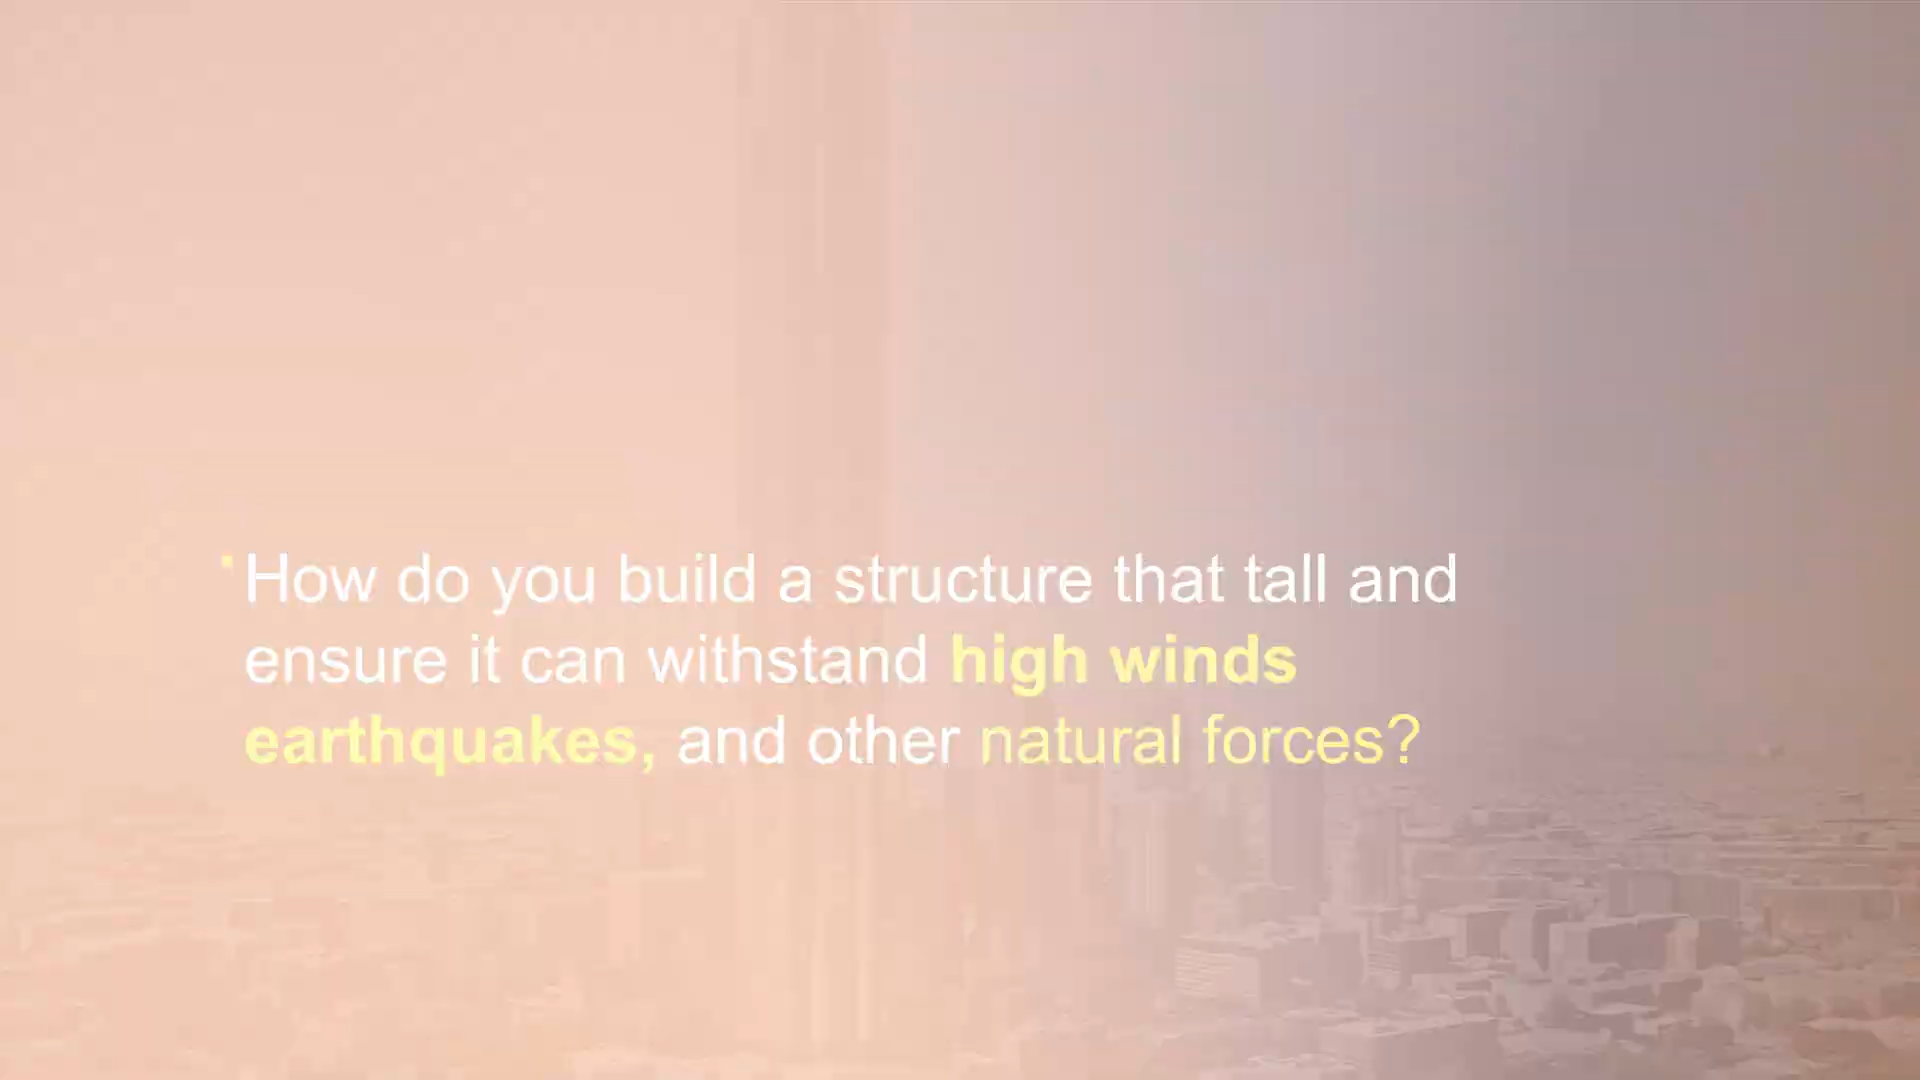 How do you build a structure that tall and
ensure it can withstand high winds
earthquakes, and other natural forces?